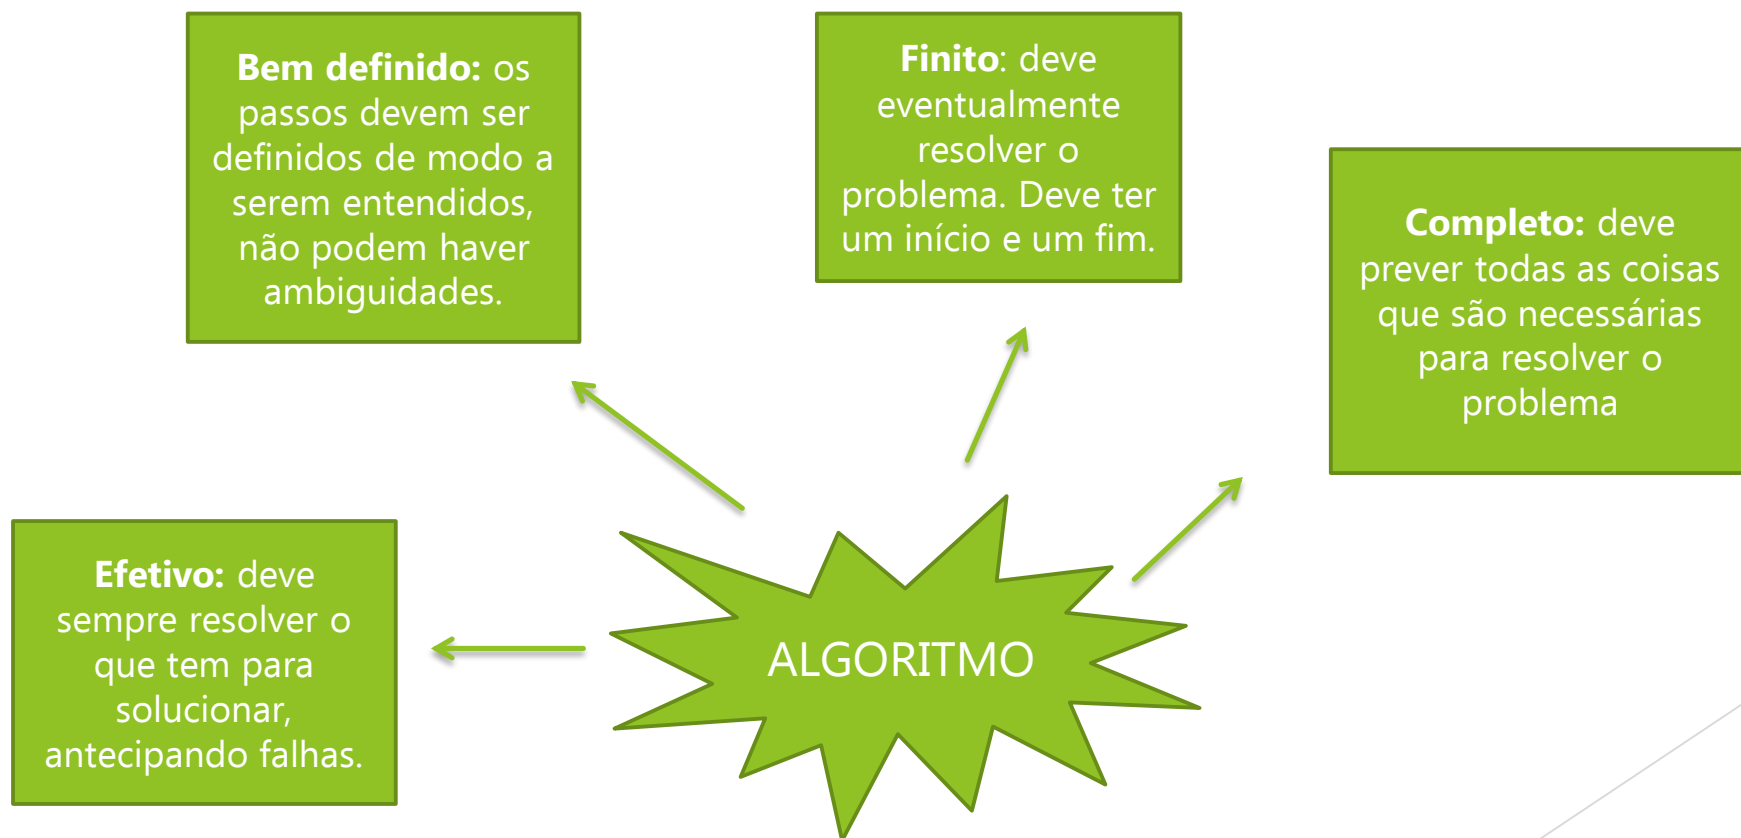 Bem definido: os
passos devem ser
definidos de modo a
serem entendidos,
não podem haver
ambiguidades.
Finito: deve
eventualmente
resolver o
problema. Deve ter
um início e um fim.
Completo: deve
prever todas as coisas
que são necessárias
para resolver o
problema
Efetivo: deve
sempre resolver o
que tem para
solucionar,
antecipando falhas.
ALGORITMO